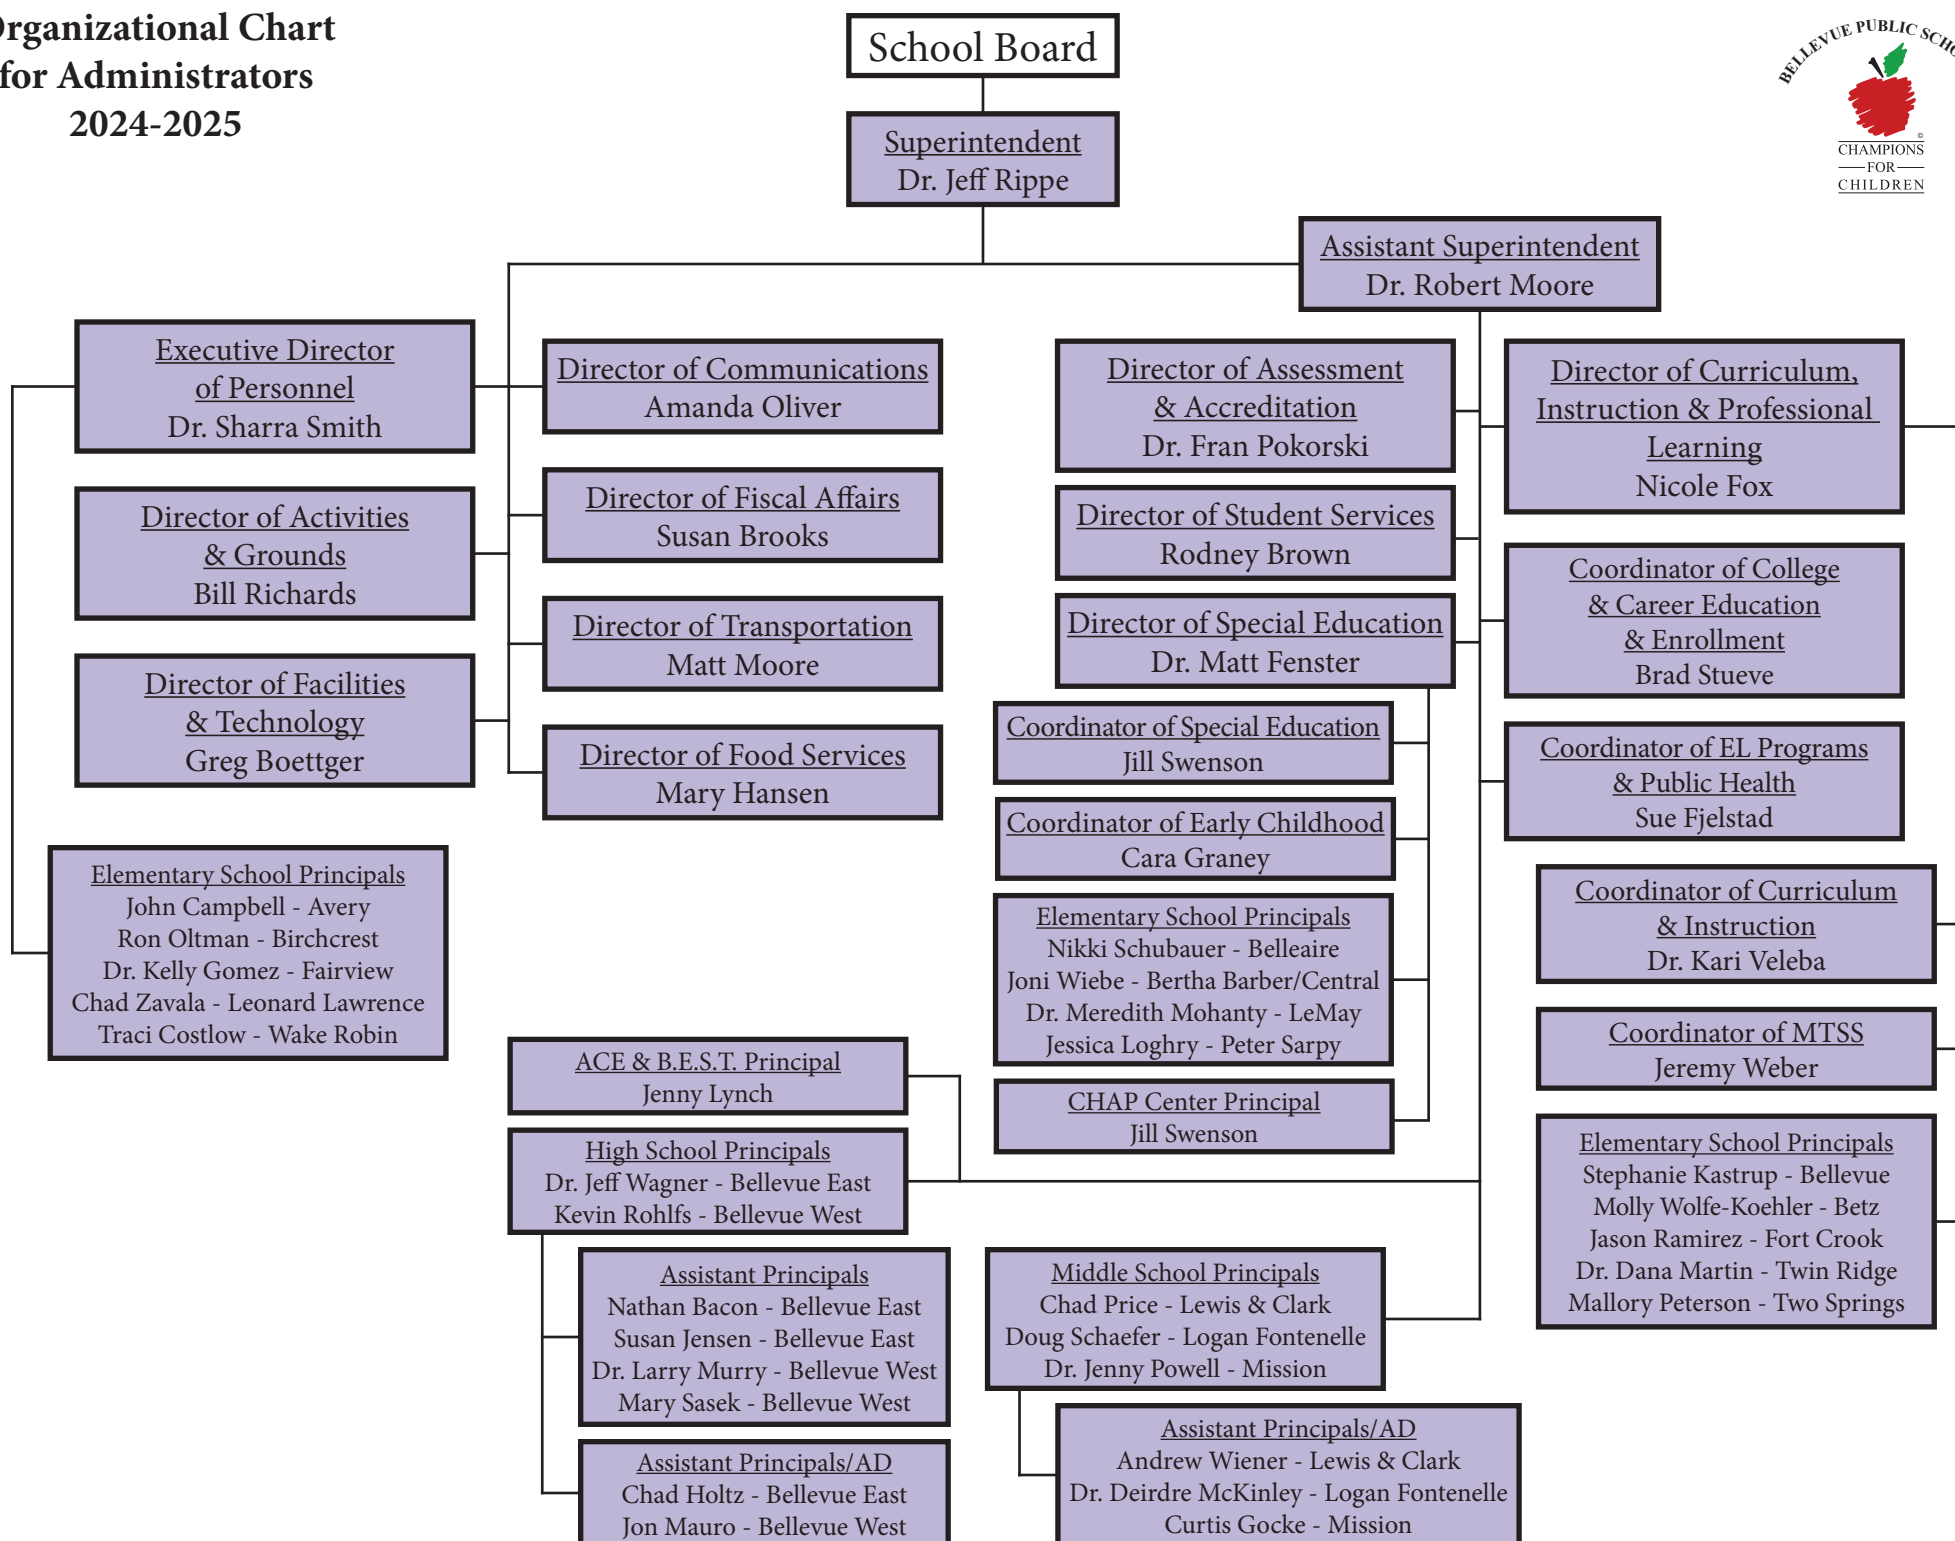 rganizational Chart
for Administrators
2024-2025
School Board
BELLEVUE PUBLIC SCHO
©
CHAMPIONS
FOR
CHILDREN
Superintendent
Dr. Jeff Rippe
Assistant Superintendent
Dr. Robert Moore
Executive Director
of Personnel
Dr. Sharra Smith
Director of Activities
& Grounds
Bill Richards
Director of Facilities
& Technology
Greg Boettger
Elementary School Principals
John Campbell - Avery
Ron Oltman - Birchcrest
Dr. Kelly Gomez - Fairview
Chad Zavala - Leonard Lawrence
Traci Costlow - Wake Robin
Director of Communications
Amanda Oliver
Director of Fiscal Affairs
Susan Brooks
Director of Transportation
Matt Moore
Director of Food Services
Mary Hansen
Director of Assessment
& Accreditation
Dr. Fran Pokorski
Director of Student Services
Rodney Brown
Director of Special Education
Dr. Matt Fenster
Coordinator of Special Education
Jill Swenson
Coordinator of Early Childhood
Cara Graney
Elementary School Principals
Nikki Schubauer - Belleaire
Joni Wiebe - Bertha Barber/Central
Dr. Meredith Mohanty - LeMay
Jessica Loghry - Peter Sarpy
CHAP Center Principal
Jill Swenson
Director of Curriculum,
Instruction & Professional
Learning
Nicole Fox
Coordinator of College
& Career Education
& Enrollment
Brad Stueve
Coordinator of EL Programs
& Public Health
Sue Fjelstad
Coordinator of Curriculum
& Instruction
Dr. Kari Veleba
Coordinator of MTSS
Jeremy Weber
Elementary School Principals
Stephanie Kastrup - Bellevue
Molly Wolfe-Koehler - Betz
Jason Ramirez - Fort Crook
Dr. Dana Martin - Twin Ridge
Mallory Peterson - Two Springs
ACE & B.E.S.T. Principal
Jenny Lynch
High School Principals
Dr. Jeff Wagner - Bellevue East
Kevin Rohlfs - Bellevue West
Assistant Principals
Nathan Bacon - Bellevue East
Susan Jensen - Bellevue East
Dr. Larry Murry - Bellevue West
Mary Sasek - Bellevue West
Assistant Principals/AD
Chad Holtz - Bellevue East
Jon Mauro - Bellevue West
Middle School Principals
Chad Price - Lewis & Clark
Doug Schaefer - Logan Fontenelle
Dr. Jenny Powell - Mission
Assistant Principals/AD
Andrew Wiener - Lewis & Clark
Dr. Deirdre McKinley - Logan Fontenelle
Curtis Gocke - Mission